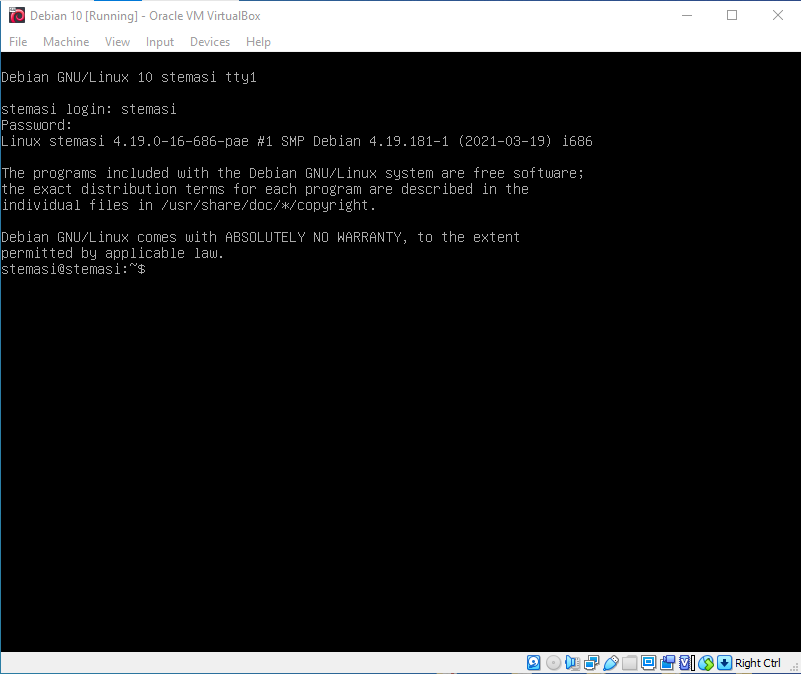 Debian 10 [Running] - Oracle VM VirtualBox
File Machine View Input Devices Help
Debian GNU/Linux 10 stemasi tty1
stemasi login: stemasi
Password:
Linux stemasi 4.19.0-16-686-pae #1 SMP Debian 4.19.181-1 (2021-03-19) i686
The programs included with the Debian GNU/Linux system are free software;
the exact distribution terms for each program are described in the
individual files in /usr/share/doc/*/copyright.
Debian GNU/Linux comes with ABSOLUTELY NO WARRANTY, to the extent
permitted by applicable law.
stemasi@stemasi:~$
Right Ctrl